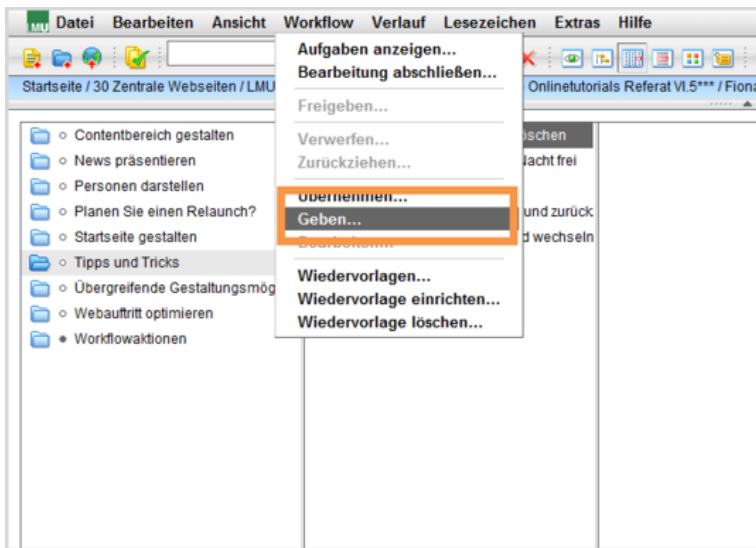 MU Datei Bearbeiten Ansicht Workflow Verlauf Lesezeichen Extras Hilfe
Startseite / 30 Zentrale Webseiten / LMU
Onlinetutorials Referat VI.5*** / Fiona
Aufgaben anzeigen...
Bearbeitung abschließen...
Freigeben...
Verwerfen...
Zurückziehen...
Übernehmen...
Geben...
Bearbeiten...
Wiedervorlagen...
Wiedervorlage einrichten...
Wiedervorlage löschen...
Contentbereich gestalten
News präsentieren
Personen darstellen
Planen Sie einen Relaunch?
Startseite gestalten
Tipps und Tricks
Übergreifende Gestaltungsmög
Webauftritt optimieren
Workflowaktionen
öschen
Nacht frei
und zurück
d wechseln